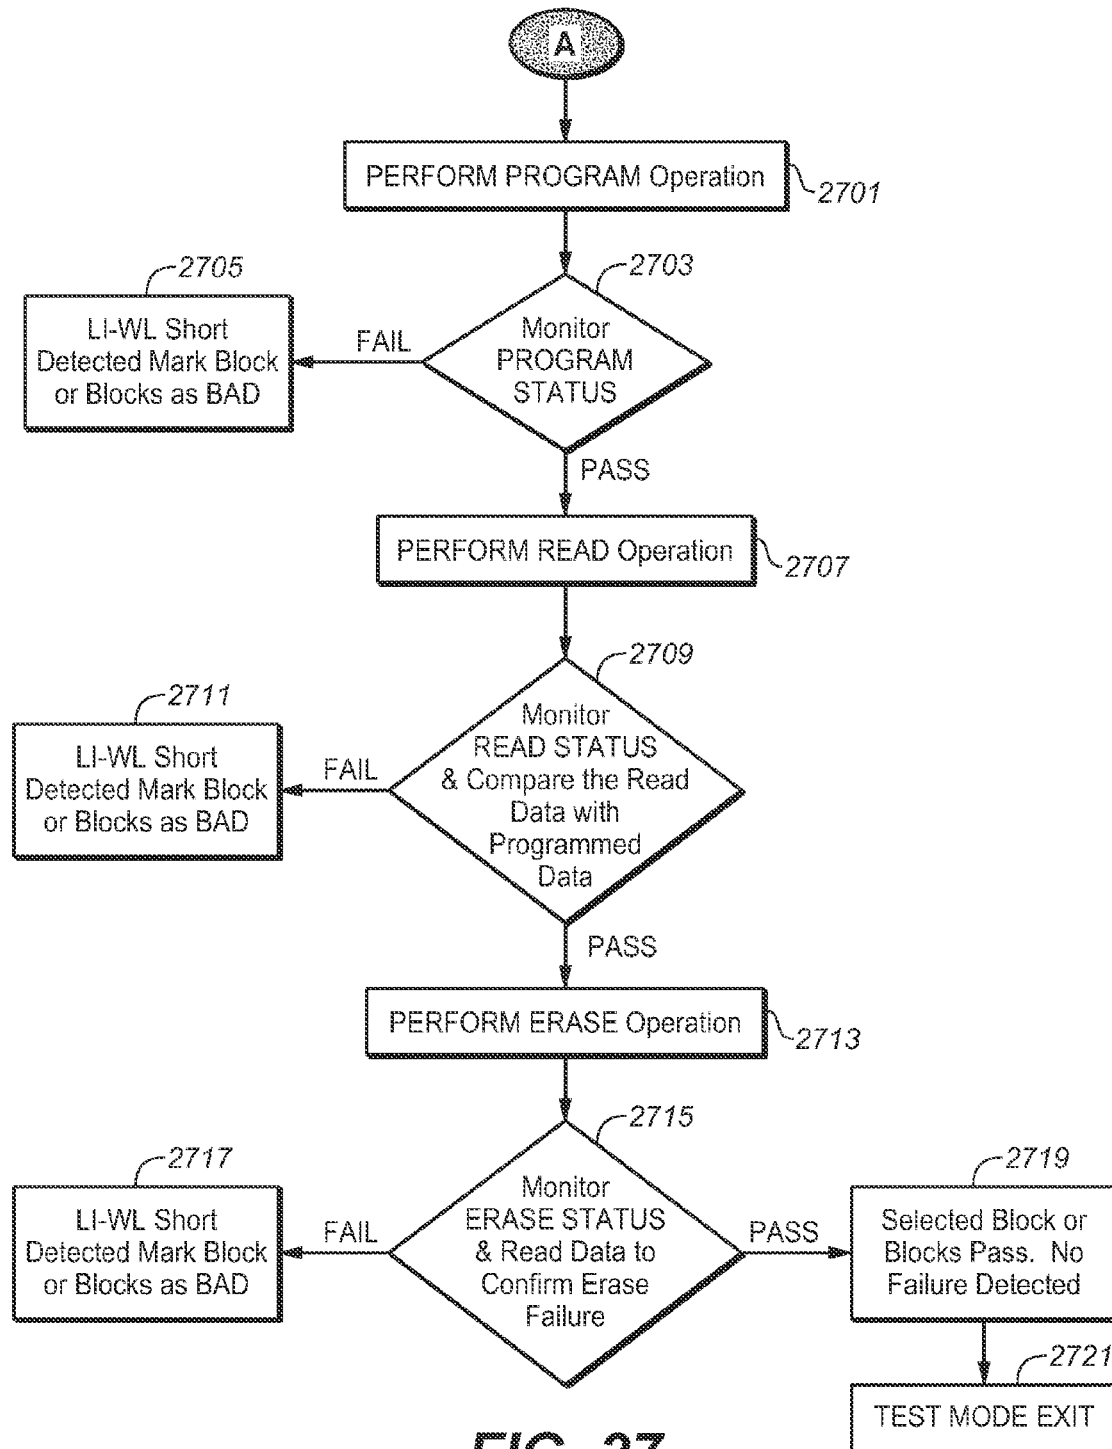 A
PERFORM PROGRAM Operation
2701
2703
Monitor
PROGRAM
STATUS
2705
LI-WL Short
Detected Mark Block
or Blocks as BAD
FAIL
PASS
PERFORM READ Operation
2707
2709
Monitor
READ STATUS
& Compare the Read
Data with
Programmed
Data
2711
LI-WL Short
Detected Mark Block
or Blocks as BAD
FAIL
PASS
PERFORM ERASE Operation
2713
2715
Monitor
ERASE STATUS
& Read Data to
Confirm Erase
Failure
2717
LI-WL Short
Detected Mark Block
or Blocks as BAD
FAIL
PASS
2719
Selected Block or
Blocks Pass. No
Failure Detected
2721
TEST MODE EXIT
FIG. 27